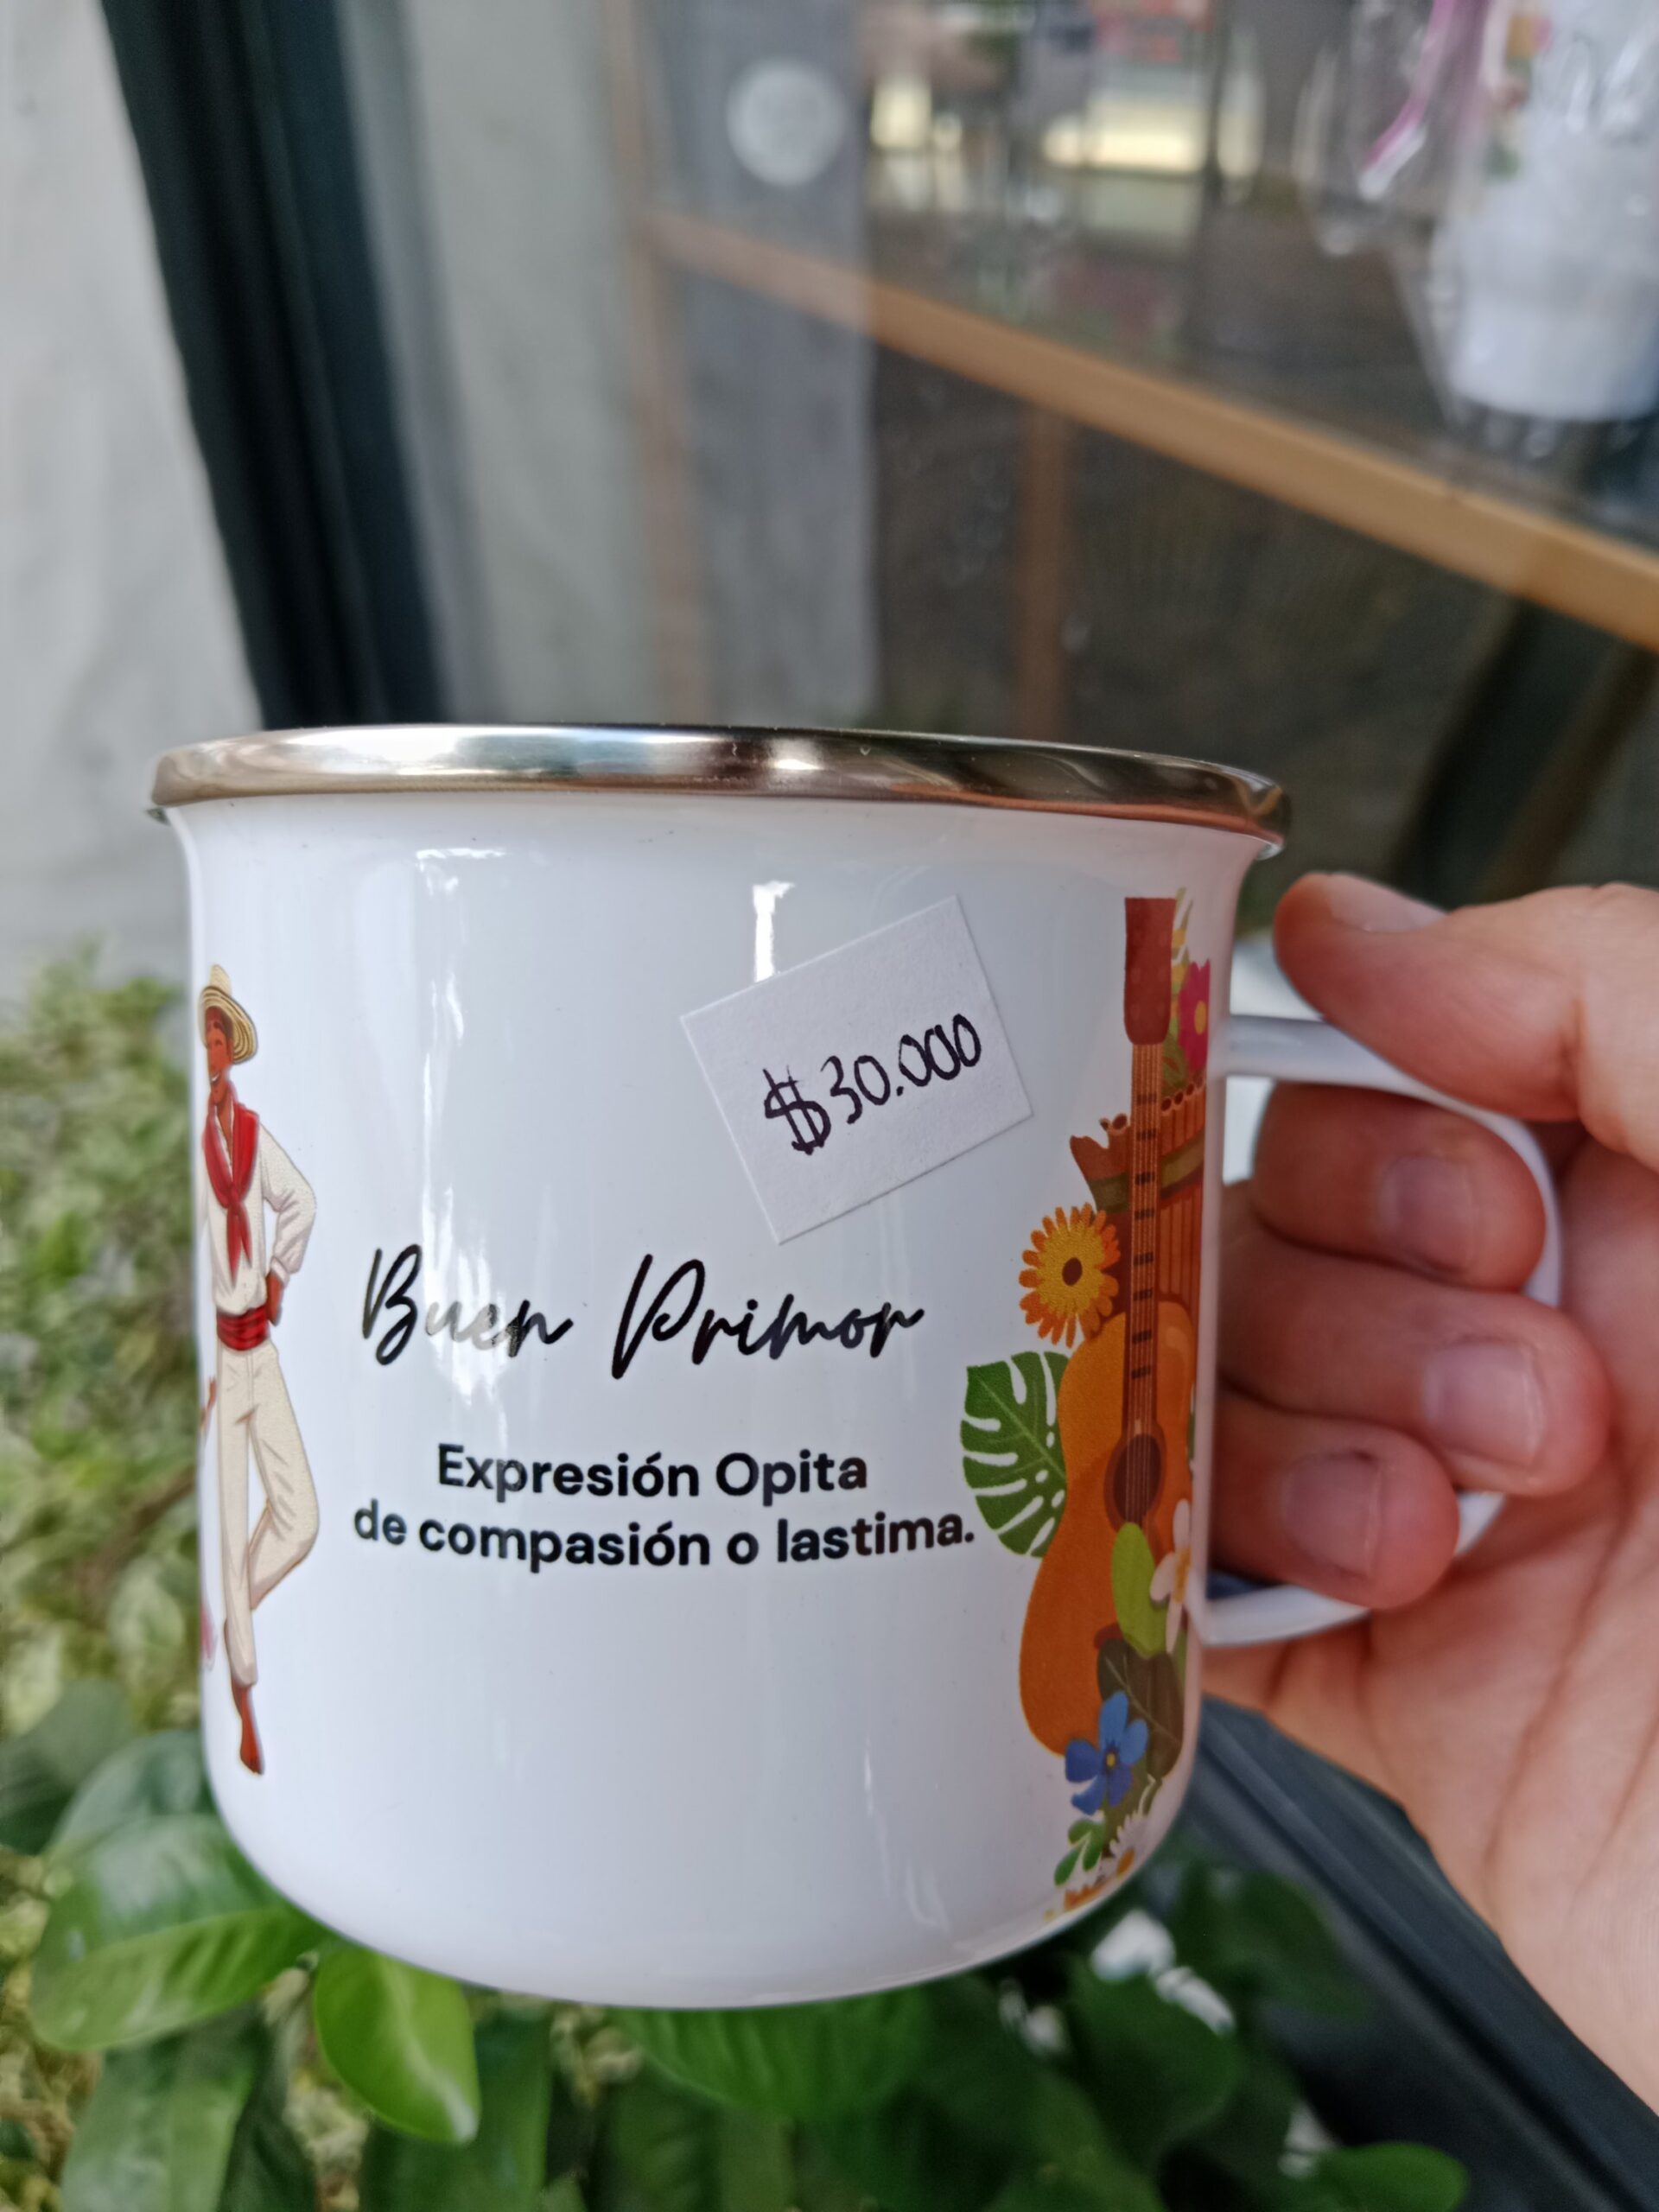 $30.000
Buen Primor
Expresión Opita
de compasión o lastima.